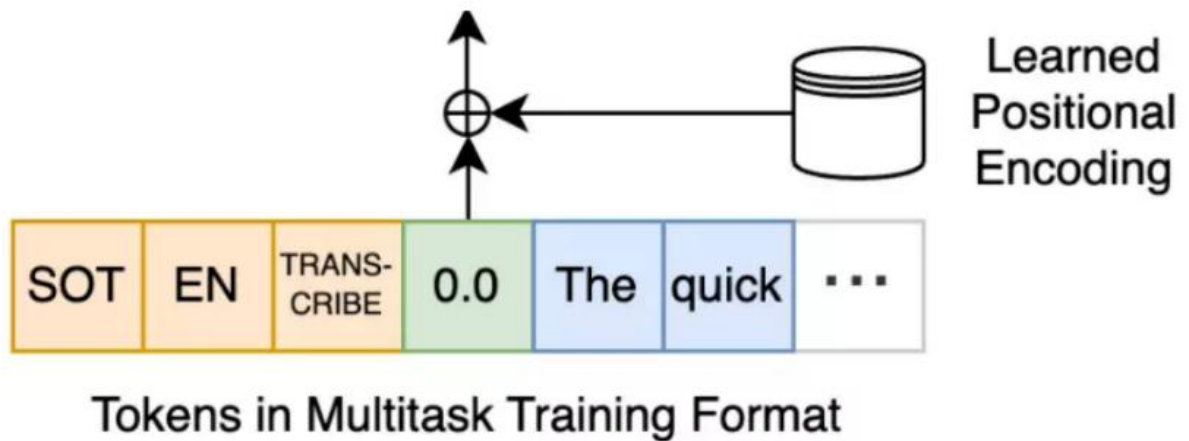 Learned
Positional
Encoding
SOT EN TRANS-
CRIBE 0.0 The quick ...
Tokens in Multitask Training Format